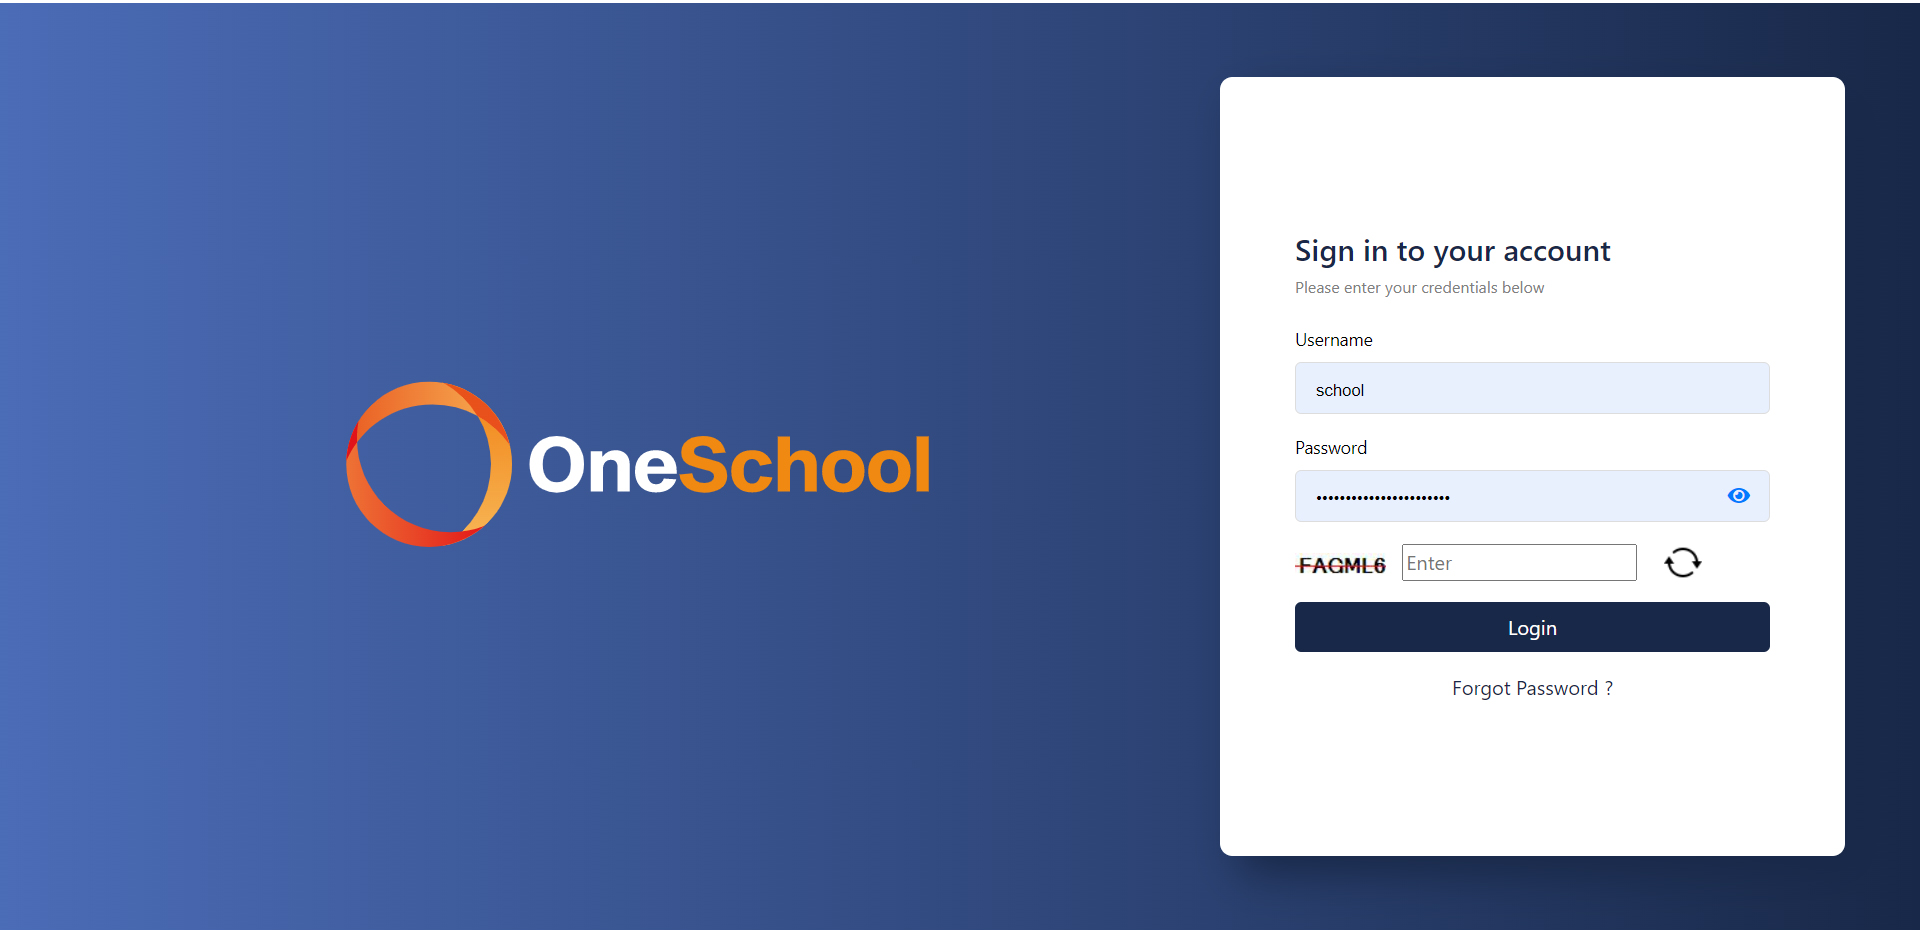 OneSchool
Sign in to your account
Please enter your credentials below
Username
school
Password
•••••••••••••••••••••••
FAGML6
Enter
Login
Forgot Password ?